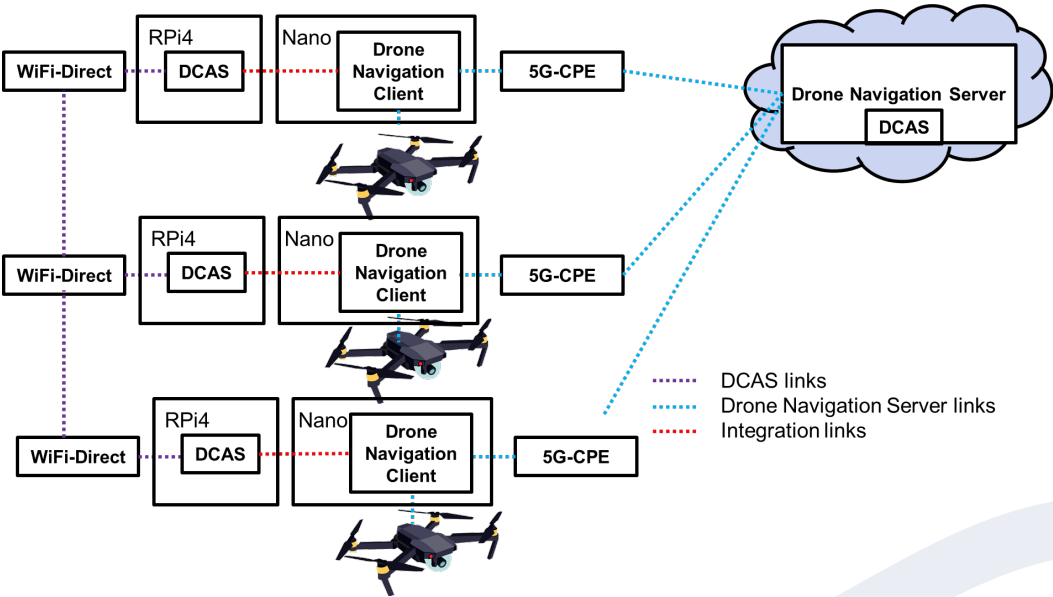 RPi4
Nano
WiFi-Direct
DCAS
Drone
Navigation
Client
5G-CPE
Drone Navigation Server
DCAS
RPi4
Nano
WiFi-Direct
DCAS
Drone
Navigation
Client
5G-CPE
RPi4
Nano
WiFi-Direct
DCAS
Drone
Navigation
Client
5G-CPE
DCAS links
Drone Navigation Server links
Integration links